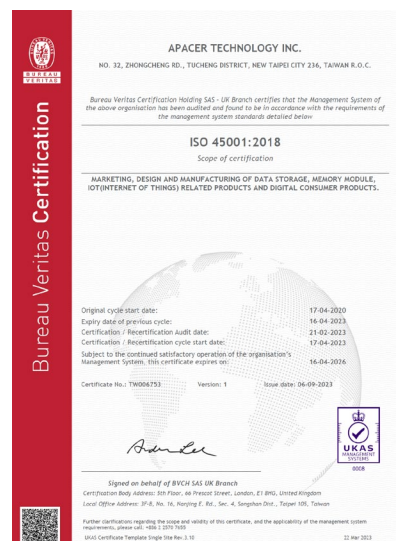 BUREAU
VERITAS
Bureau Veritas Certification
APACER TECHNOLOGY INC.
NO. 32, ZHONGCHENG RD., TUCHENG DISTRICT, NEW TAIPEI CITY 236, TAIWAN R.O.C.
Bureau Veritas Certification Holding SAS - UK Branch certifies that the Management System of
the above organisation has been audited and found to be in accordance with the requirements of
the management system standards detailed below
ISO 45001:2018
Scope of certification
MARKETING, DESIGN AND MANUFACTURING OF DATA STORAGE, MEMORY MODULE,
IOT(INTERNET OF THINGS) RELATED PRODUCTS AND DIGITAL CONSUMER PRODUCTS.
Original cycle start date: 17-04-2020
Expiry date of previous cycle: 16-04-2023
Certification / Recertification Audit date: 21-02-2023
Certification / Recertification cycle start date: 17-04-2023
Subject to the continued satisfactory operation of the organisation's
Management System, this certificate expires on: 16-04-2026
Certificate No.: TW006753 Version: 1 Issue date: 06-09-2023
UKAS
MANAGEMENT
SYSTEMS
0008
Signed on behalf of BVCH SAS UK Branch
Certification Body Address: 5th Floor, 66 Prescot Street, London, E1 8HG, United Kingdom
Local Office Address: 3F-B, No. 16, Nanjing E. Rd., Sec. 4, Songshan Dist., Taipei 105, Taiwan
Further clarifications regarding the scope and validity of this certificate, and the applicability of the management system
requirements, please call: +886 2 2570 7655
UKAS Certificate Template Single Site Rev.3.10 22 Mar 2023